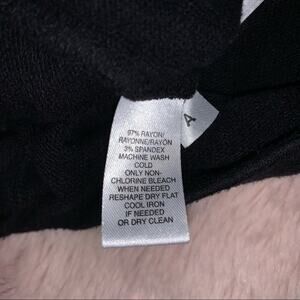 97% RAYON/
RAYONNE/RAYÓN
3% SPANDEX
MACHINE WASH
COLD
ONLY NON-
CHLORINE BLEACH
WHEN NEEDED
RESHAPE DRY FLAT
COOL IRON
IF NEEDED
OR DRY CLEAN
A